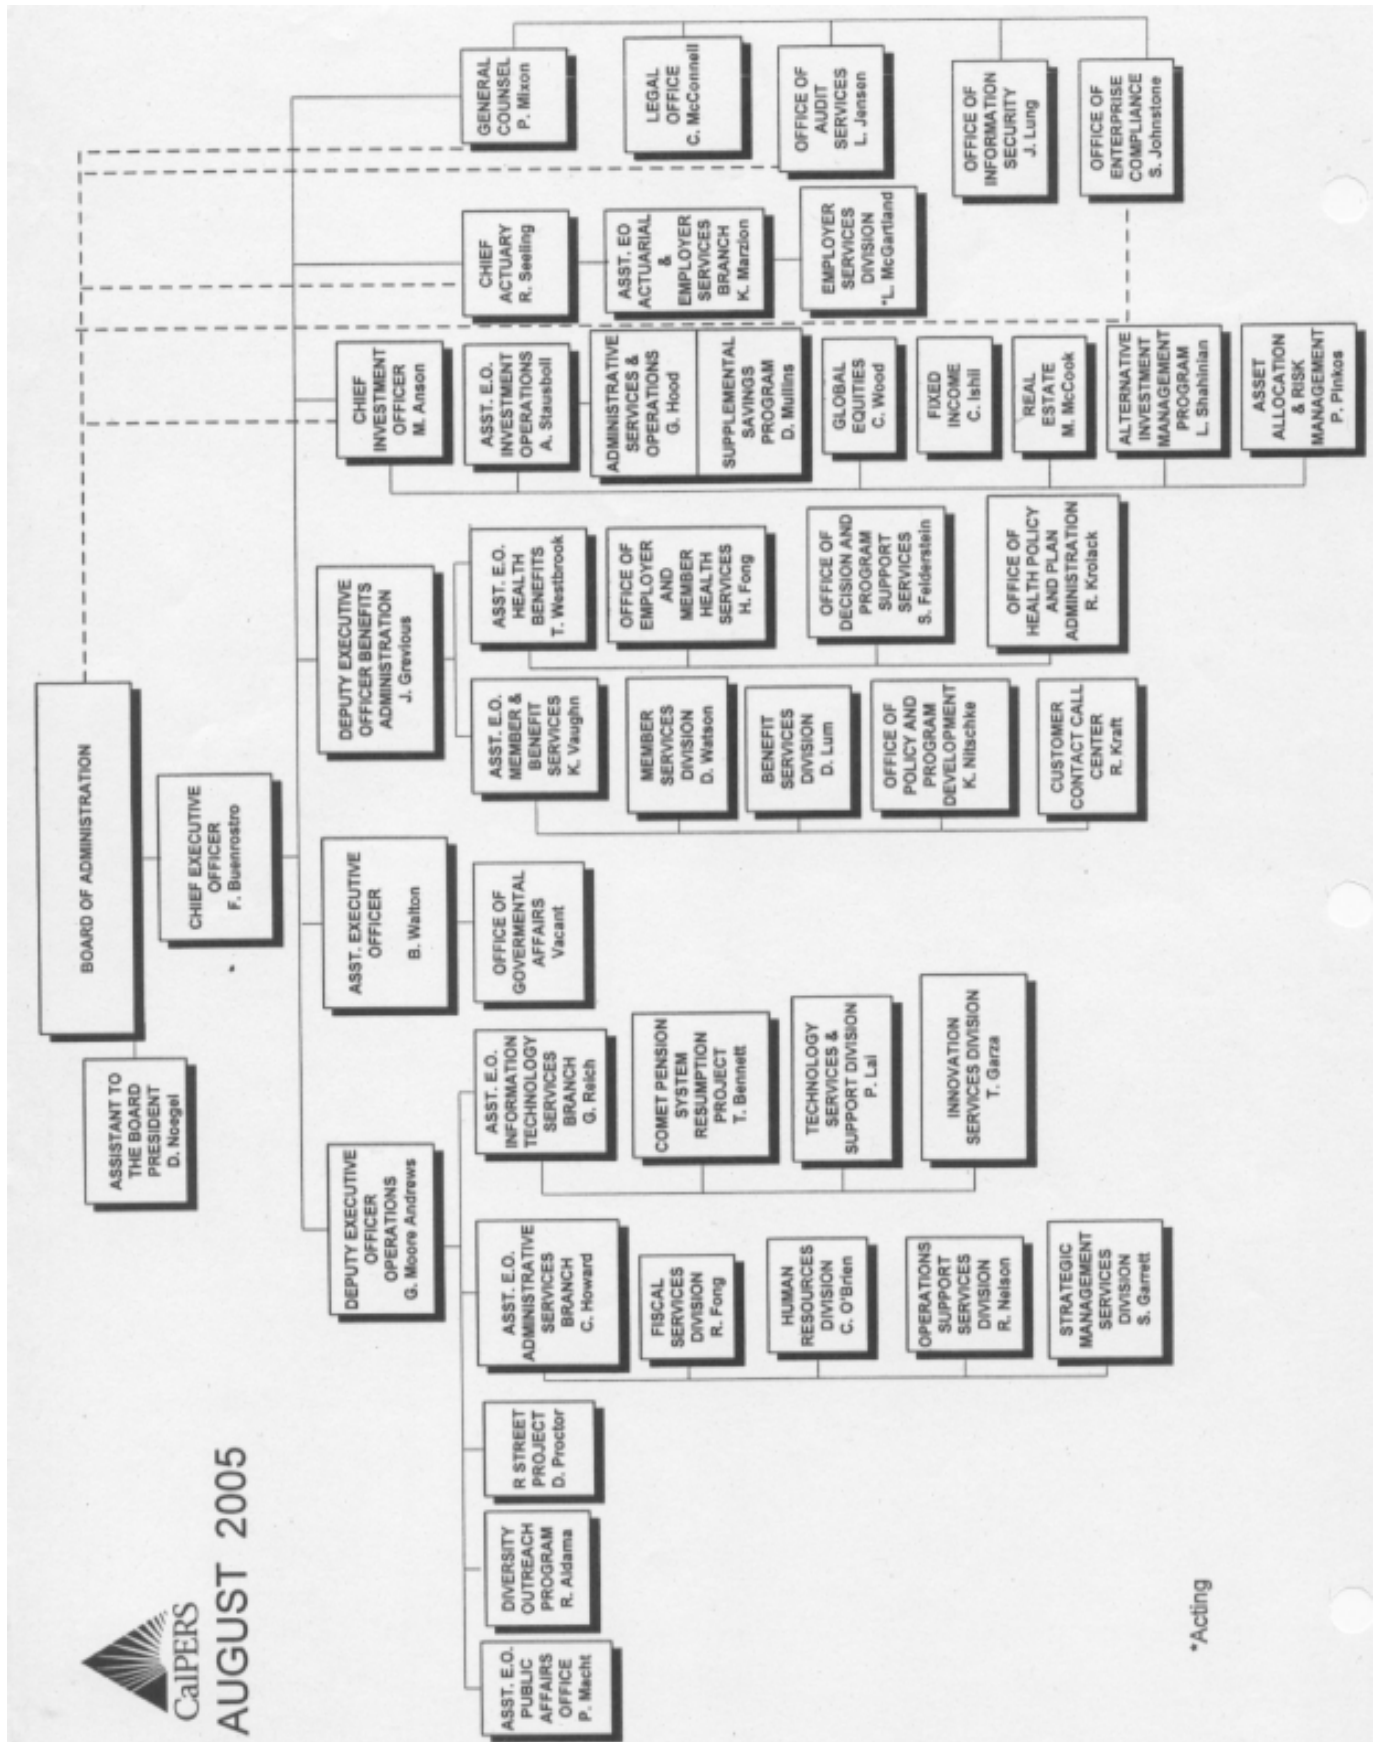 CalPERS
AUGUST 2005
BOARD OF ADMINISTRATION
ASSISTANT TO
THE BOARD
PRESIDENT
D. Noegel
CHIEF EXECUTIVE
OFFICER
F. Buenrostro
DEPUTY EXECUTIVE
OFFICER
OPERATIONS
G. Moore Andrews
ASST. EXECUTIVE
OFFICER
B. Walton
DEPUTY EXECUTIVE
OFFICER BENEFITS
ADMINISTRATION
J. Grevious
CHIEF
INVESTMENT
OFFICER
M. Anson
CHIEF
ACTUARY
R. Seeling
GENERAL
COUNSEL
P. Mixon
ASST. E.O.
PUBLIC
AFFAIRS
OFFICE
P. Macht
DIVERSITY
OUTREACH
PROGRAM
R. Aldama
R STREET
PROJECT
D. Proctor
ASST. E.O.
ADMINISTRATIVE
SERVICES
BRANCH
C. Howard
FISCAL
SERVICES
DIVISION
R. Fong
HUMAN
RESOURCES
DIVISION
C. O'Brien
OPERATIONS
SUPPORT
SERVICES
DIVISION
R. Nelson
STRATEGIC
MANAGEMENT
SERVICES
DIVISION
S. Garrett
ASST. E.O.
INFORMATION
TECHNOLOGY
SERVICES
BRANCH
G. Reich
COMET PENSION
SYSTEM
RESUMPTION
PROJECT
T. Bennett
TECHNOLOGY
SERVICES &
SUPPORT DIVISION
P. Lai
INNOVATION
SERVICES DIVISION
T. Garza
OFFICE OF
GOVERMENTAL
AFFAIRS
Vacant
ASST. E.O.
MEMBER &
BENEFIT
SERVICES
K. Vaughn
MEMBER
SERVICES
DIVISION
D. Watson
BENEFIT
SERVICES
DIVISION
D. Lum
OFFICE OF
POLICY AND
PROGRAM
DEVELOPMENT
K. Nitschke
CUSTOMER
CONTACT CALL
CENTER
R. Kraft
ASST. E.O.
HEALTH
BENEFITS
T. Westbrook
OFFICE OF
EMPLOYER
AND
MEMBER
HEALTH
SERVICES
H. Fong
OFFICE OF
DECISION AND
PROGRAM
SUPPORT
SERVICES
S. Felderstein
OFFICE OF
HEALTH POLICY
AND PLAN
ADMINISTRATION
R. Krolack
ASST. E.O.
INVESTMENT
OPERATIONS
A. Stausboll
ADMINISTRATIVE
SERVICES &
OPERATIONS
G. Hood
SUPPLEMENTAL
SAVINGS
PROGRAM
D. Mullins
GLOBAL
EQUITIES
C. Wood
FIXED
INCOME
C. Ishii
REAL
ESTATE
M. McCook
ALTERNATIVE
INVESTMENT
MANAGEMENT
PROGRAM
L. Shahinian
ASSET
ALLOCATION
& RISK
MANAGEMENT
P. Pinkos
ASST. EO
ACTUARIAL
&
EMPLOYER
SERVICES
BRANCH
K. Marzion
EMPLOYER
SERVICES
DIVISION
*L. McGartland
LEGAL
OFFICE
C. McConnell
OFFICE OF
AUDIT
SERVICES
L. Jensen
OFFICE OF
INFORMATION
SECURITY
J. Lung
OFFICE OF
ENTERPRISE
COMPLIANCE
S. Johnstone
*Acting